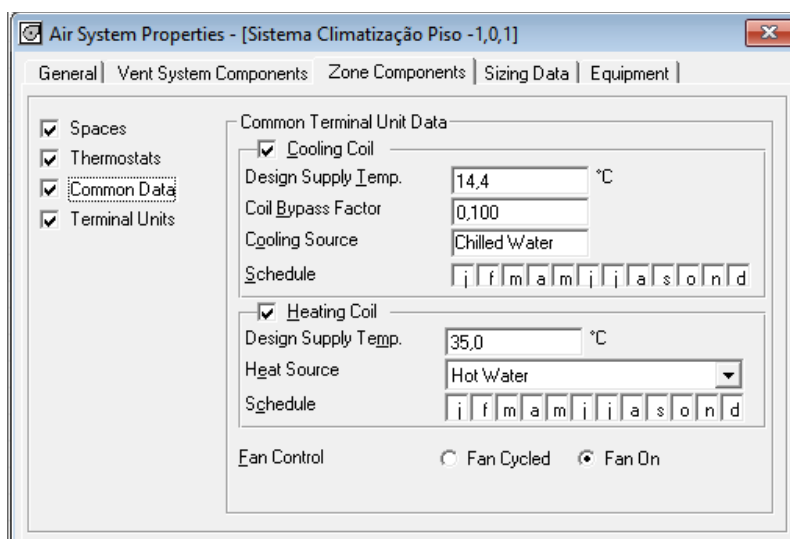 Air System Properties - [Sistema Climatização Piso -1,0,1]
General Vent System Components Zone Components Sizing Data Equipment
Spaces
Thermostats
Common Data
Terminal Units
Common Terminal Unit Data
Cooling Coil
Design Supply Temp. 14,4 °C
Coil Bypass Factor 0,100
Cooling Source Chilled Water
Schedule j f m a m j j a s o n d
Heating Coil
Design Supply Temp. 35,0 °C
Heat Source Hot Water
Schedule j f m a m j j a s o n d
Fan Control Fan Cycled Fan On